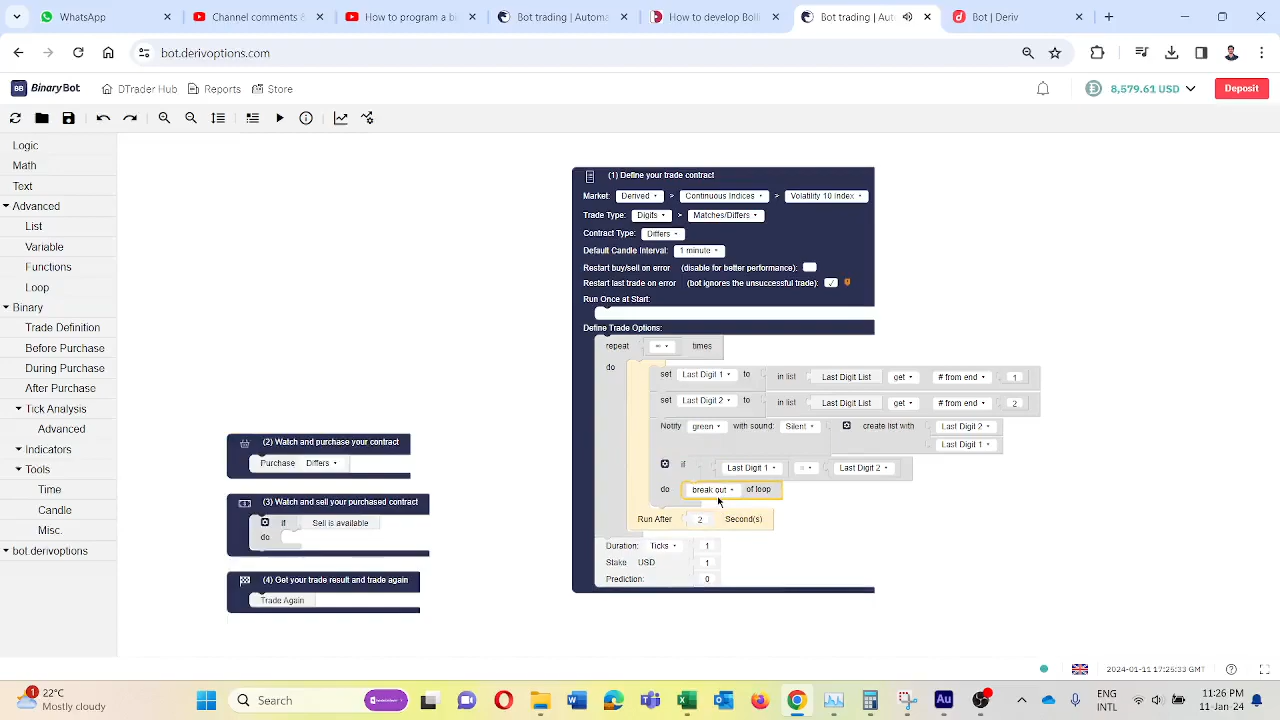 WhatsA
Channel comments
How to program a b
Bot trading | Automa
How to develop Bolli
Bot trading | Aut
Bot | Deriv
bot.derivoptions.com
BinaryBot
DTrader Hub
Reports
Store
8,579.61 USD
Deposit
Logic
Math
Text
Advanced
List
Variable
Functions
Loop
Binary
Trade Definition
Before Purchase
During Purchase
After Purchase
Tick Analysis
Advanced
Indicators
Tools
Time
Candle
Misc.
bot.derivoptions
(1) Define your trade contract
Market: Derived > Continuous Indices > Volatility 10 Index
Trade Type: Digits > Matches/Differs
Contract Type: Differs
Default Candle Interval: 1 minute
Restart buy/sell on error (disable for better performance):
Restart last trade on error (bot ignores the unsuccessful trade):
Run Once at Start:
Define Trade Options:
repeat ∞ times
do
set Last Digit 1 to in list Last Digit List get # from end 1
set Last Digit 2 to in list Last Digit List get # from end 2
Notify green with sound: Silent create list with Last Digit 2
Last Digit 1
if Last Digit 1 = Last Digit 2
do break out of loop
Run After 2 Second(s)
Duration: Ticks 1
Stake USD 1
Prediction: 0
(2) Watch and purchase your contract
Purchase Differs
(3) Watch and sell your purchased contract
if Sell is available
do
(4) Get your trade result and trade again
Trade Again
2024-01-11 17:26:33 GMT
1
22°C
Mostly cloudy
Search
INTL
11:26 PM
11-Jan-24